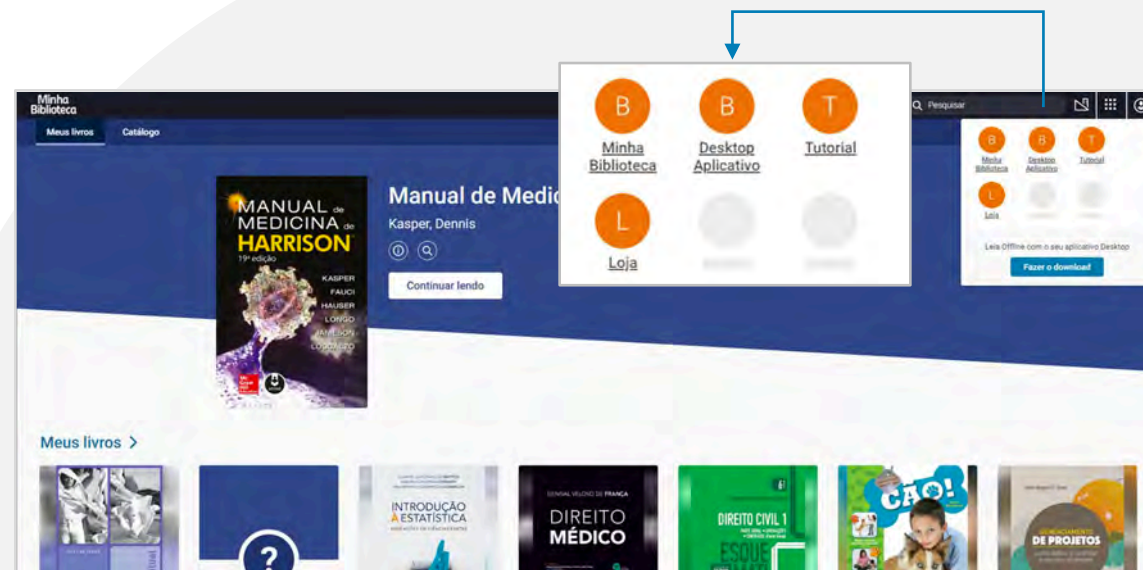 Minha
Biblioteca
Pesquisar
Meus livros
Catálogo
B
B
T
Minha
Biblioteca
Desktop
Aplicativo
Tutorial
L
Loja
B
B
T
Minha
Biblioteca
Desktop
Aplicativo
Tutorial
L
Loja
Leia Offline com o seu aplicativo Desktop
Fazer o download
MANUAL de
MEDICINA de
HARRISON
19ª edição
KASPER
FAUCI
HAUSER
LONGO
JAMESON
LOSCALZO
Manual de Medic
Kasper, Dennis
Continuar lendo
Meus livros >
?
INTRODUÇÃO
À ESTATÍSTICA
GENIVAL VELOSO DE FRANÇA
DIREITO
MÉDICO
DIREITO CIVIL 1
ESQUE
CÃO!
GERENCIAMENTO
DE PROJETOS